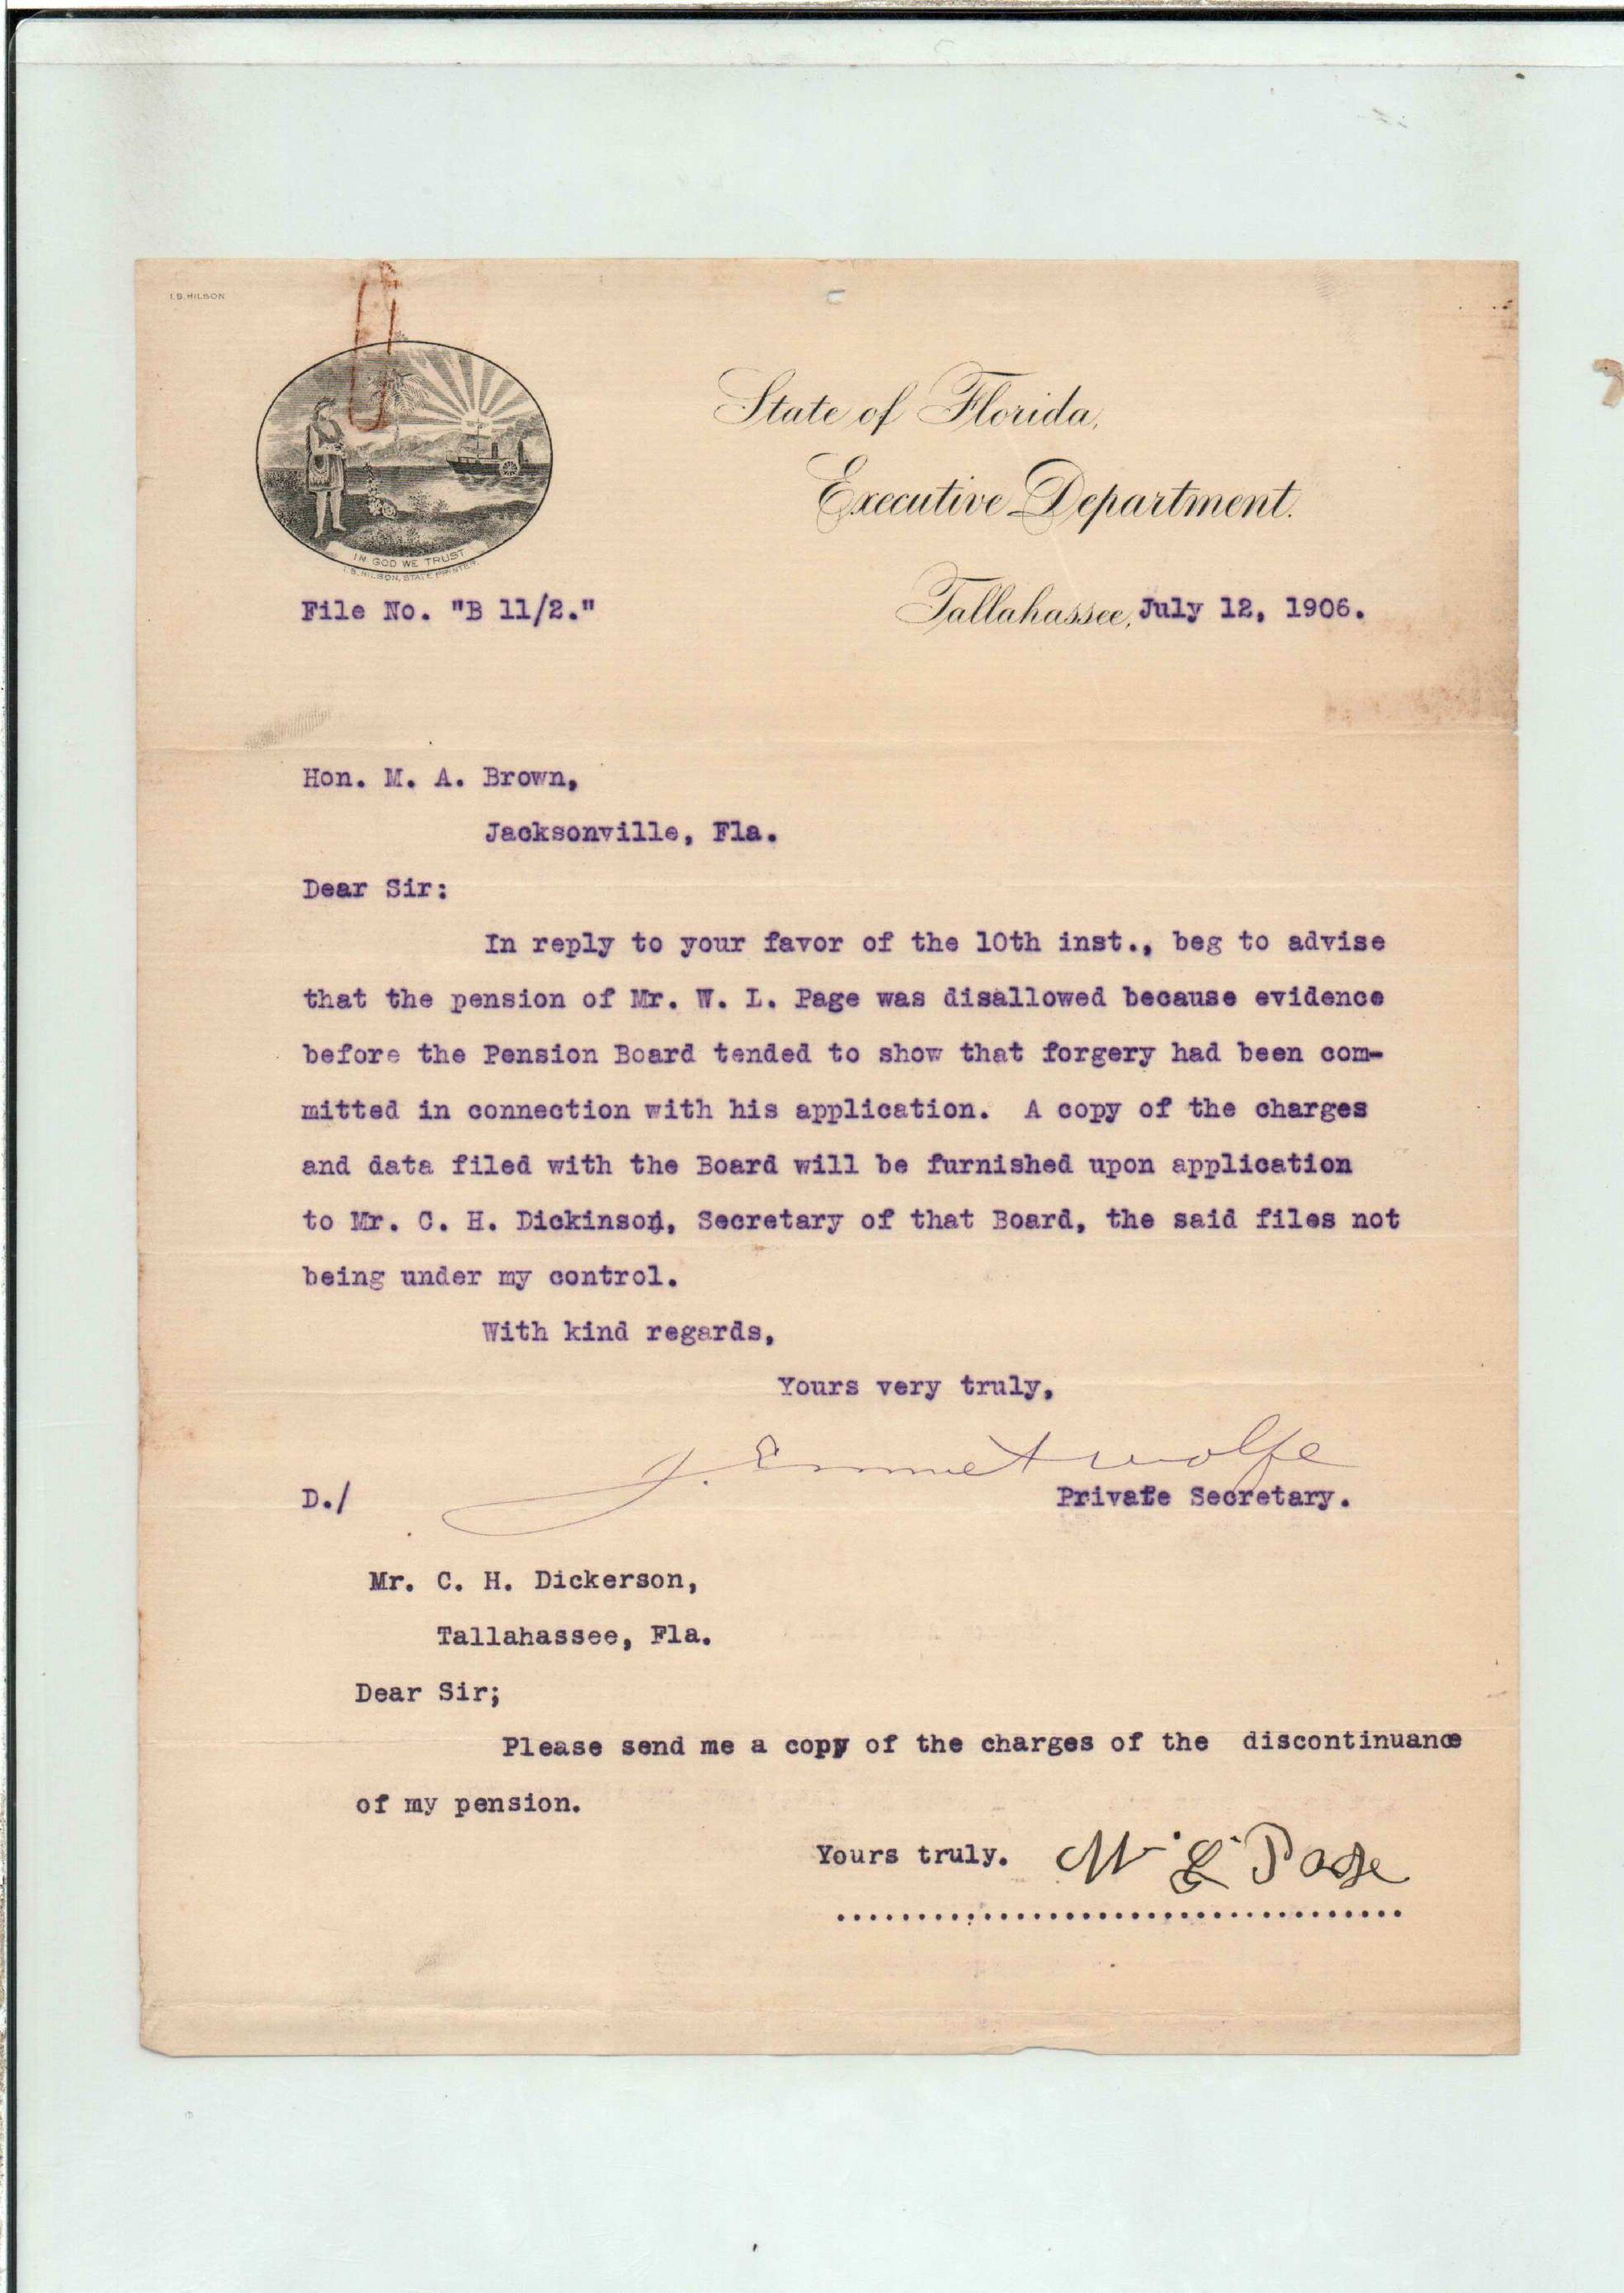 I.B. HILSON
State of Florida,
Executive Department.
IN GOD WE TRUST
I. B. HILSON, STATE PRINTER.
File No. "B 11/2."
Tallahassee, July 12, 1906.
Hon. M. A. Brown,
Jacksonville, Fla.
Dear Sir:
In reply to your favor of the 10th inst., beg to advise
that the pension of Mr. W. L. Page was disallowed because evidence
before the Pension Board tended to show that forgery had been com-
mitted in connection with his application. A copy of the charges
and data filed with the Board will be furnished upon application
to Mr. C. H. Dickinson, Secretary of that Board, the said files not
being under my control.
With kind regards,
Yours very truly,
J. Emmet Wolfe
D./
Private Secretary.
Mr. C. H. Dickerson,
Tallahassee, Fla.
Dear Sir;
Please send me a copy of the charges of the discontinuance
of my pension.
Yours truly. W. L. Page
...................................